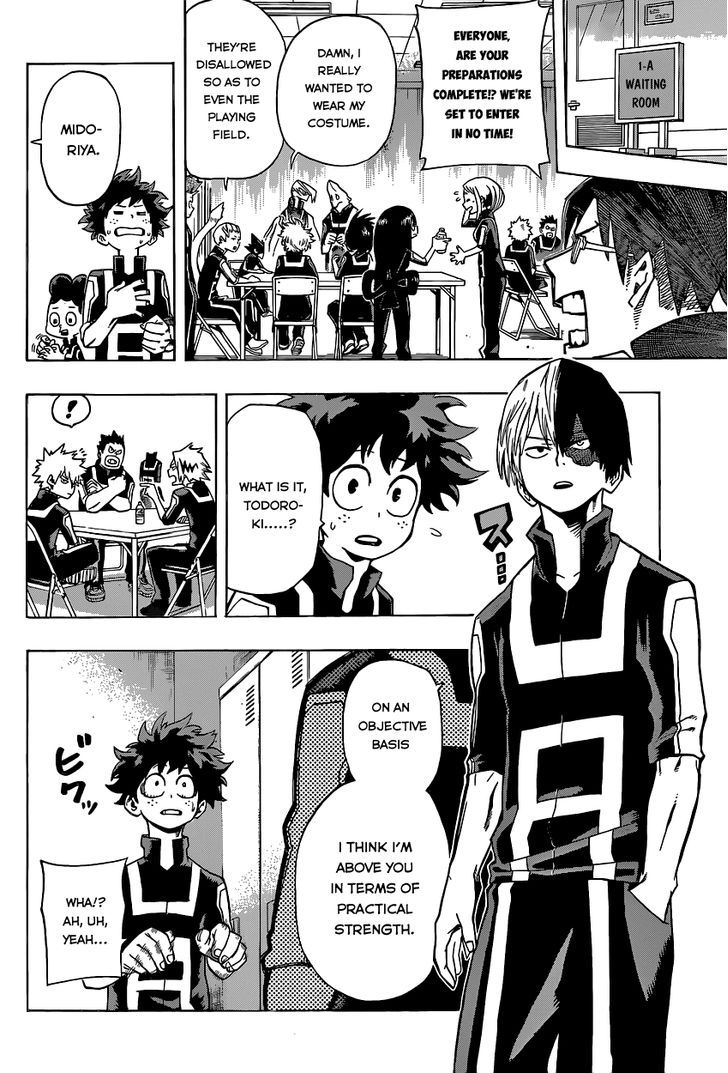 1-A
WAITING
ROOM
EVERYONE,
ARE YOUR
PREPARATIONS
COMPLETE!? WE'RE
SET TO ENTER
IN NO TIME!
DAMN, I
REALLY
WANTED TO
WEAR MY
COSTUME.
THEY'RE
DISALLOWED
SO AS TO
EVEN THE
PLAYING
FIELD.
MIDO-
RIYA.
ス...
WHAT IS IT,
TODORO-
KI.....?
!
ON AN
OBJECTIVE
BASIS
I THINK I'M
ABOVE YOU
IN TERMS OF
PRACTICAL
STRENGTH.
ビクッ
WHA!?
AH, UH,
YEAH...